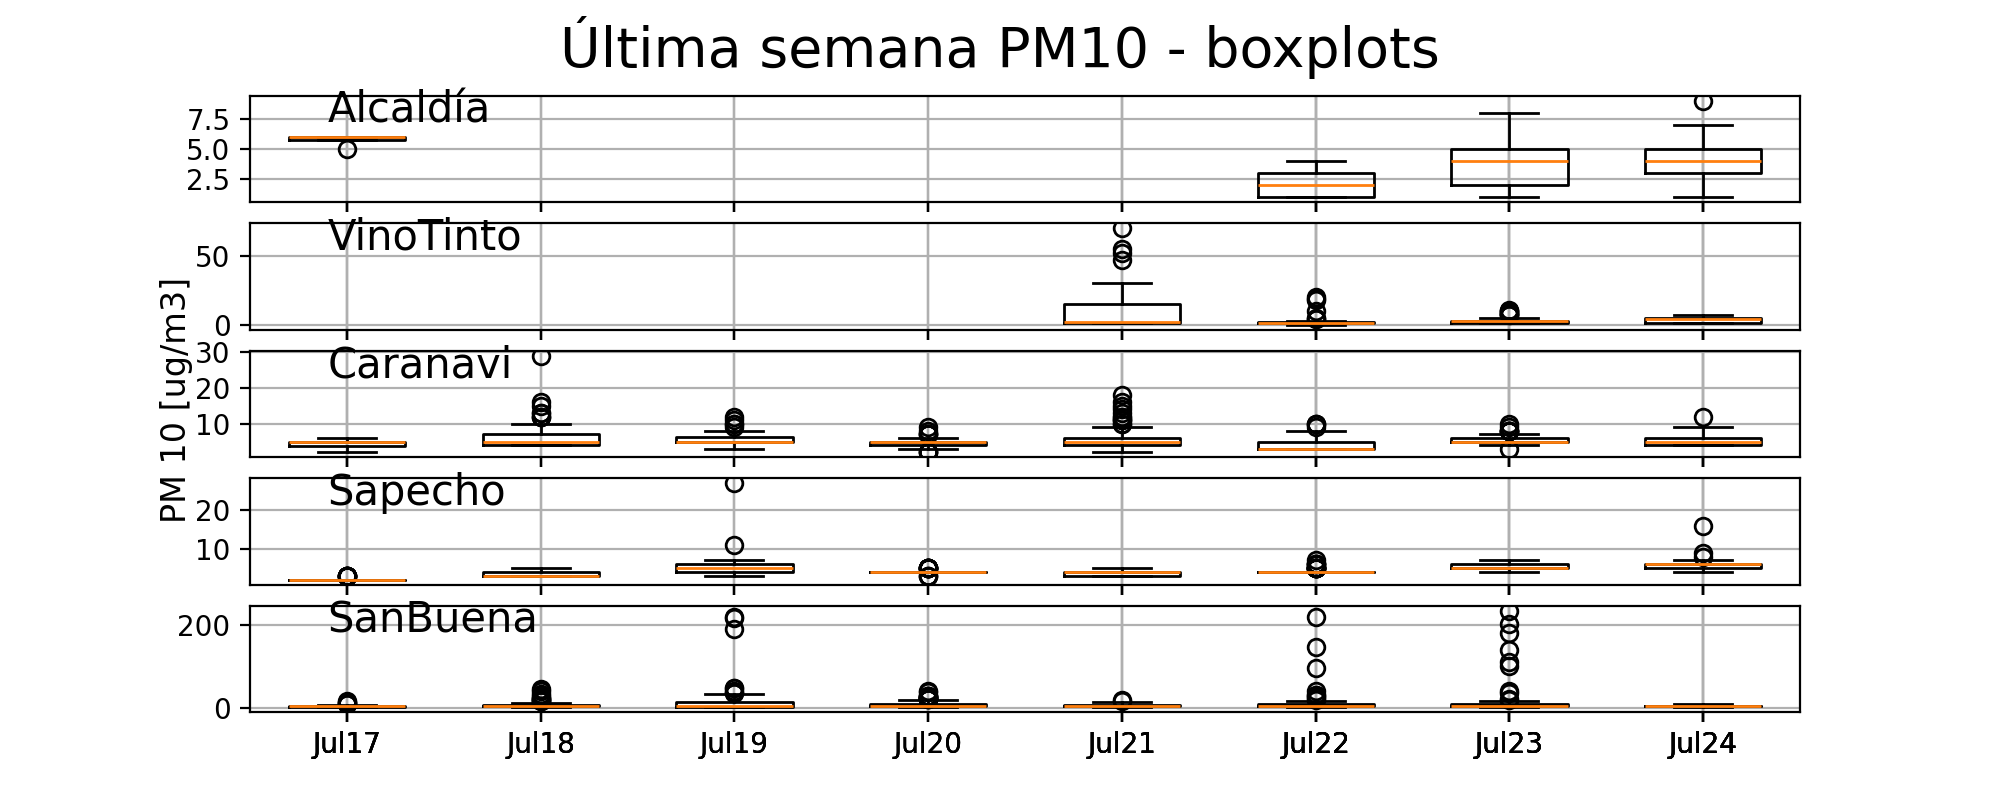 Última semana PM10 - boxplots
Alcaldía
7.5
5.0
2.5
VinoTinto
50
0
PM 10 [ug/m3]
Caranavi
30
20
10
Sapecho
20
10
SanBuena
200
0
Jul17 Jul18 Jul19 Jul20 Jul21 Jul22 Jul23 Jul24